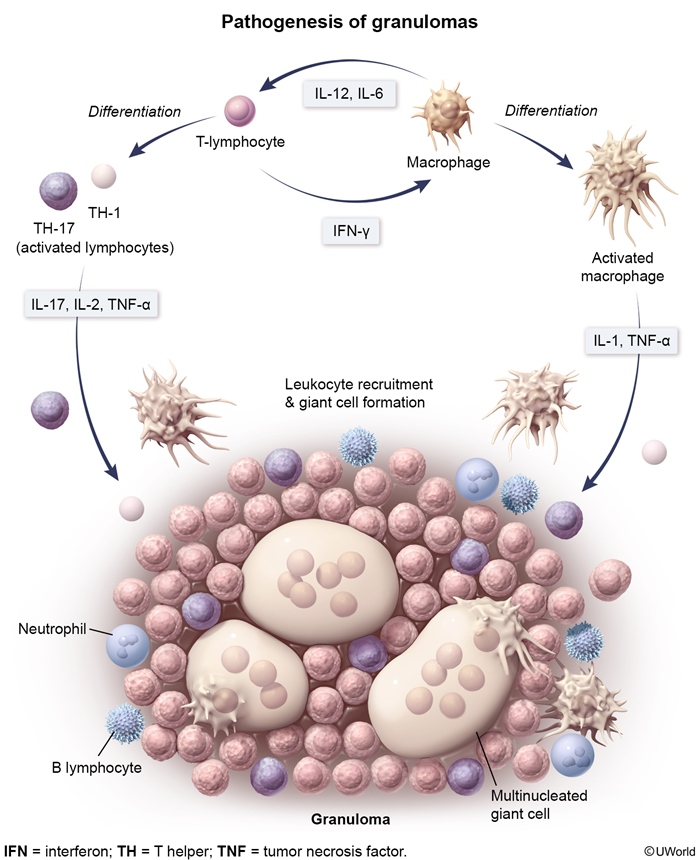 Pathogenesis of granulomas
IL-12, IL-6
Differentiation
Differentiation
T-lymphocyte
Macrophage
TH-1
TH-17
(activated lymphocytes)
IFN-γ
Activated
macrophage
IL-17, IL-2, TNF-α
IL-1, TNF-α
Leukocyte recruitment
& giant cell formation
Neutrophil
B lymphocyte
Multinucleated
giant cell
Granuloma
IFN = interferon; TH = T helper; TNF = tumor necrosis factor.
©UWorld